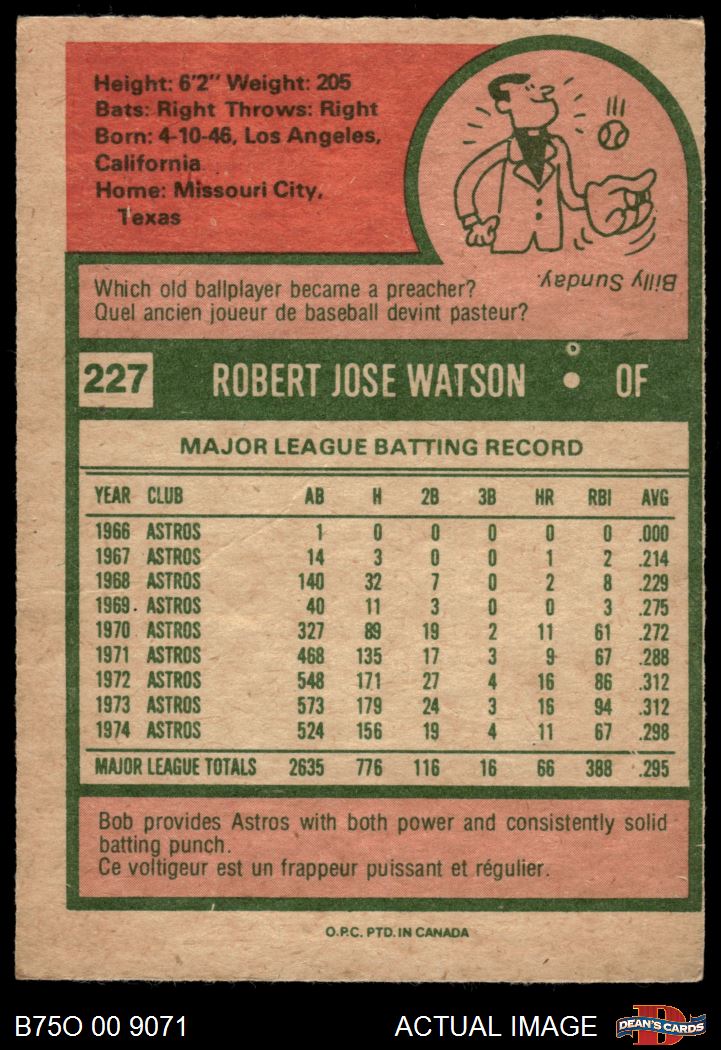 Height: 6'2" Weight: 205
Bats: Right Throws: Right
Born: 4-10-46, Los Angeles,
California
Home: Missouri City,
Texas
Billy Sunday.
Which old ballplayer became a preacher?
Quel ancien joueur de baseball devint pasteur?
227 ROBERT JOSE WATSON • OF
MAJOR LEAGUE BATTING RECORD
YEAR CLUB AB H 2B 3B HR RBI AVG
1966 ASTROS 1 0 0 0 0 0 .000
1967 ASTROS 14 3 0 0 1 2 .214
1968 ASTROS 140 32 7 0 2 8 .229
1969 ASTROS 40 11 3 0 0 3 .275
1970 ASTROS 327 89 19 2 11 61 .272
1971 ASTROS 468 135 17 3 9 67 .288
1972 ASTROS 548 171 27 4 16 86 .312
1973 ASTROS 573 179 24 3 16 94 .312
1974 ASTROS 524 156 19 4 11 67 .298
MAJOR LEAGUE TOTALS 2635 776 116 16 66 388 .295
Bob provides Astros with both power and consistently solid
batting punch.
Ce voltigeur est un frappeur puissant et régulier.
O.P.C. PTD. IN CANADA
B75O 00 9071
ACTUAL IMAGE
D
DEAN'S CARDS